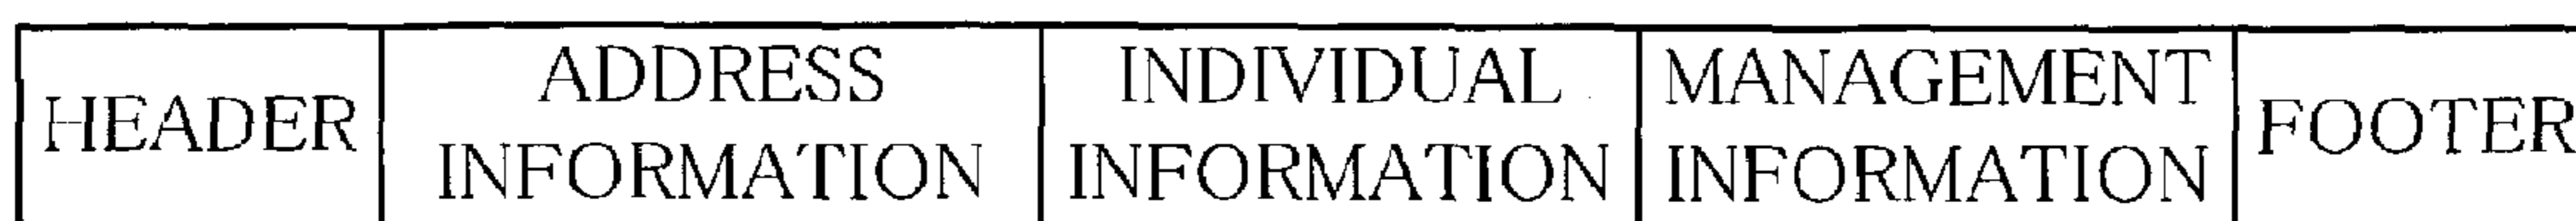 HEADER
ADDRESS
INFORMATION
INDIVIDUAL
INFORMATION
MANAGEMENT
INFORMATION
FOOTER